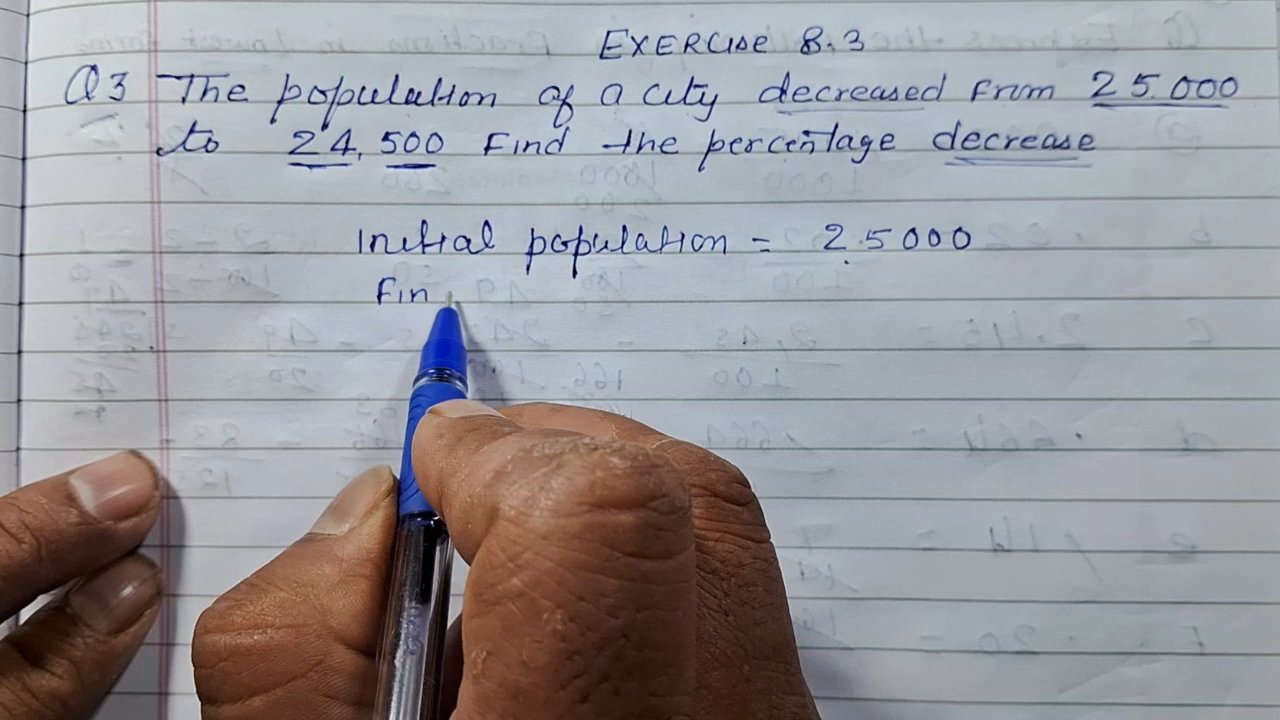 EXERCISE 8.3
Q3 The population of a city decreased from 25000
to 24,500 Find the percentage decrease
Initial population = 25000
Fin